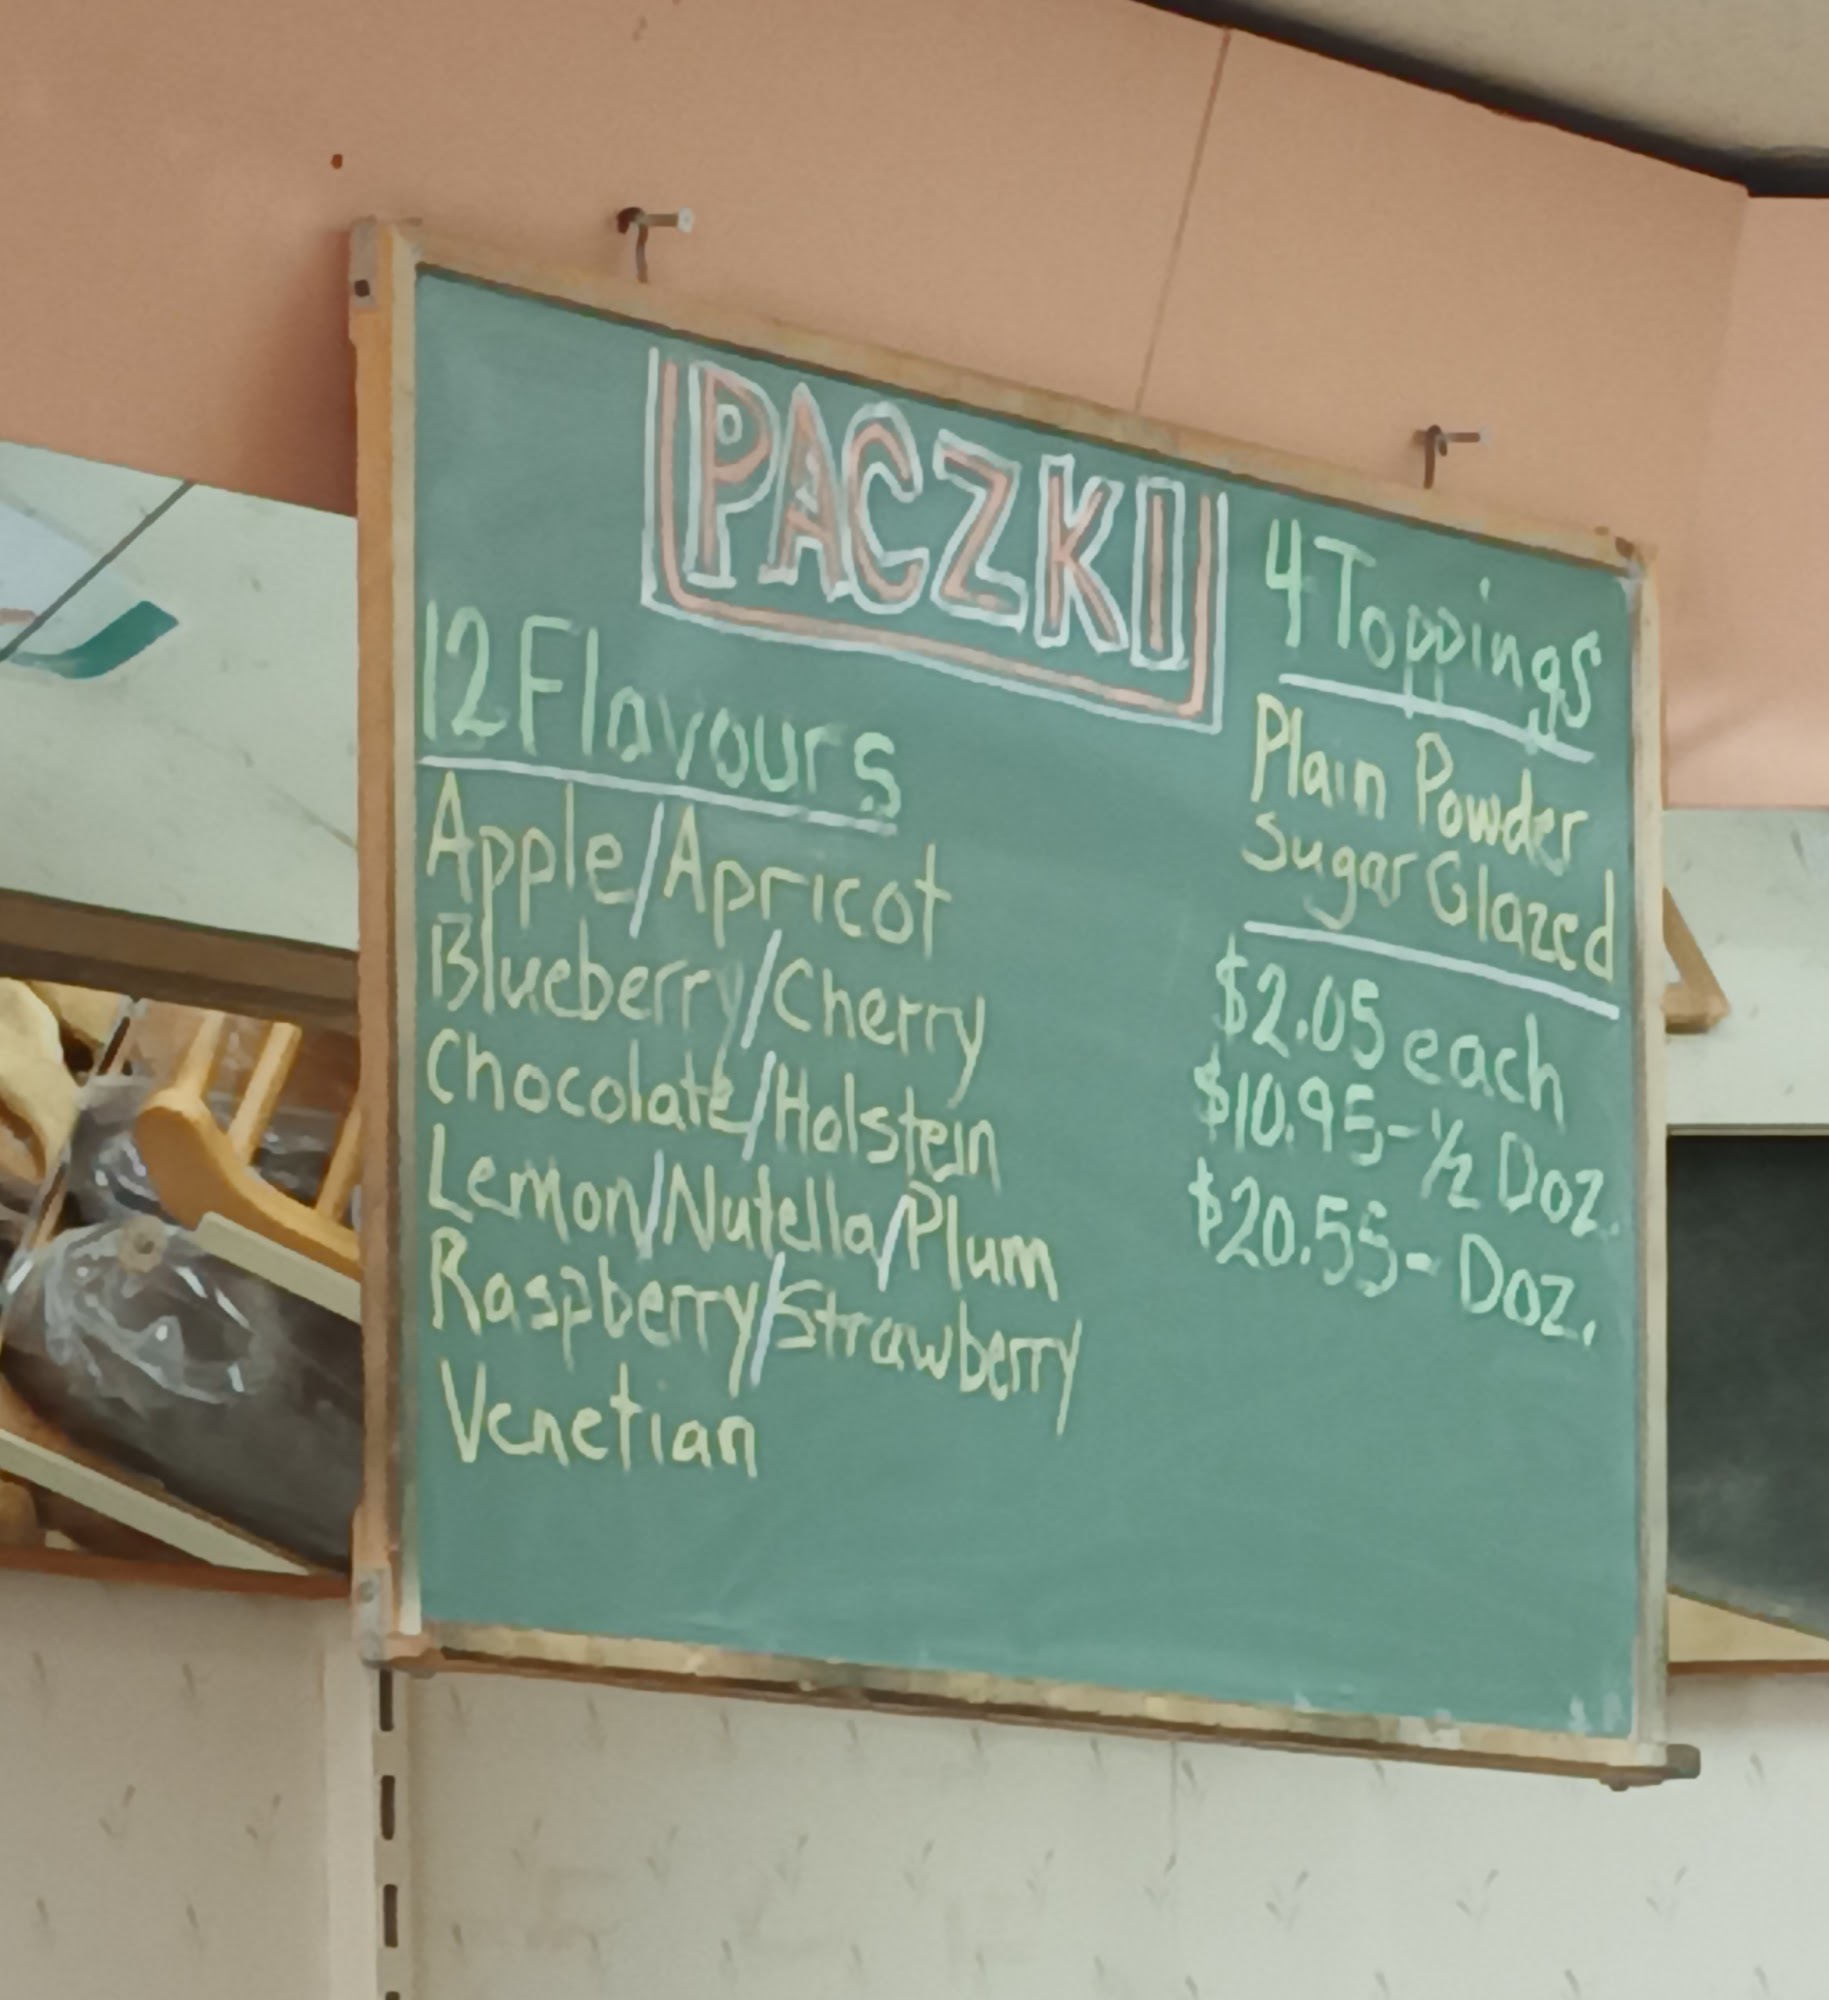 PACZKI
12 Flavours
Apple/Apricot
Blueberry/Cherry
Chocolate/Holstein
Lemon/Nutella/Plum
Raspberry/Strawberry
Venetian
4 Toppings
Plain Powder
Sugar Glazed
$2.05 each
$10.95-½ Doz.
$20.55- Doz.